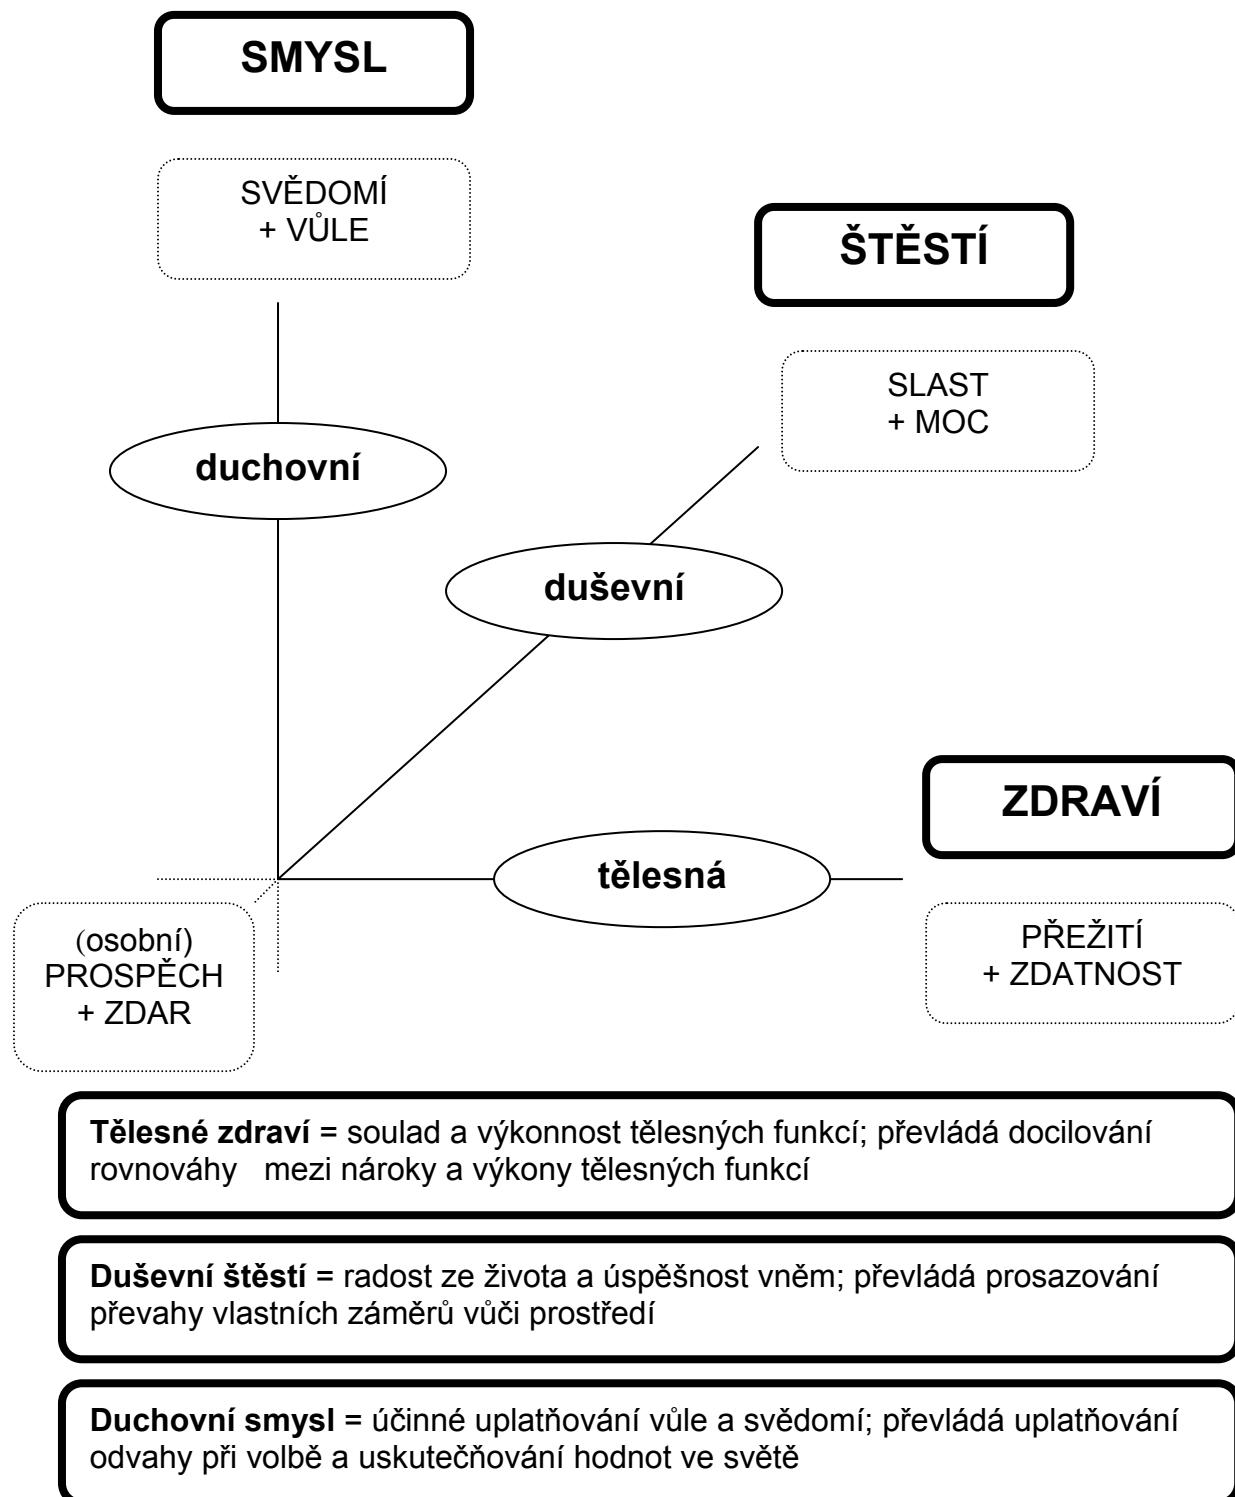 SMYSL
SVĚDOMÍ
+ VŮLE
ŠTĚSTÍ
SLAST
+ MOC
duchovní
duševní
ZDRAVÍ
tělesná
(osobní)
PROSPĚCH
+ ZDAR
PŘEŽITÍ
+ ZDATNOST
Tělesné zdraví = soulad a výkonnost tělesných funkcí; převládá docilování
rovnováhy mezi nároky a výkony tělesných funkcí
Duševní štěstí = radost ze života a úspěšnost vněm; převládá prosazování
převahy vlastních záměrů vůči prostředí
Duchovní smysl = účinné uplatňování vůle a svědomí; převládá uplatňování
odvahy při volbě a uskutečňování hodnot ve světě